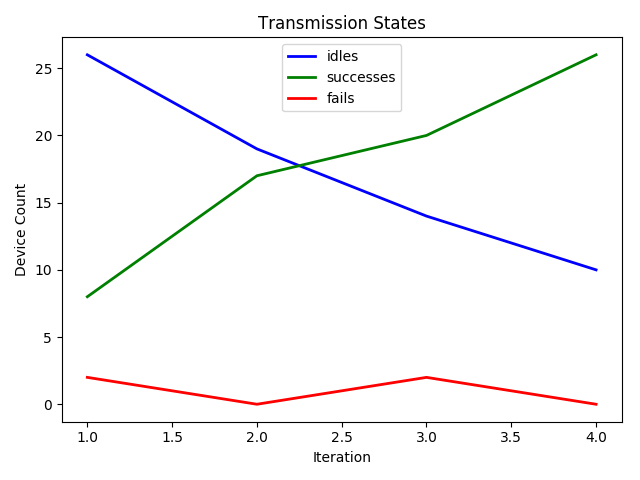 Transmission States
idles
successes
fails
Device Count
25
20
15
10
5
0
1.0 1.5 2.0 2.5 3.0 3.5 4.0
Iteration